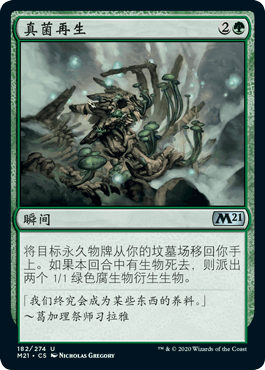 真菌再生 2
瞬间 M21
将目标永久物牌从你的坟墓场移回你手
上。如果本回合中有生物死去，则派出
两个 1/1 绿色腐生物衍生生物。
「我们终究会成为某些东西的养料。」
～葛加理祭师习拉雅
182/274 U
M21 • CS NICHOLAS GREGORY ™ & © 2020 Wizards of the Coast